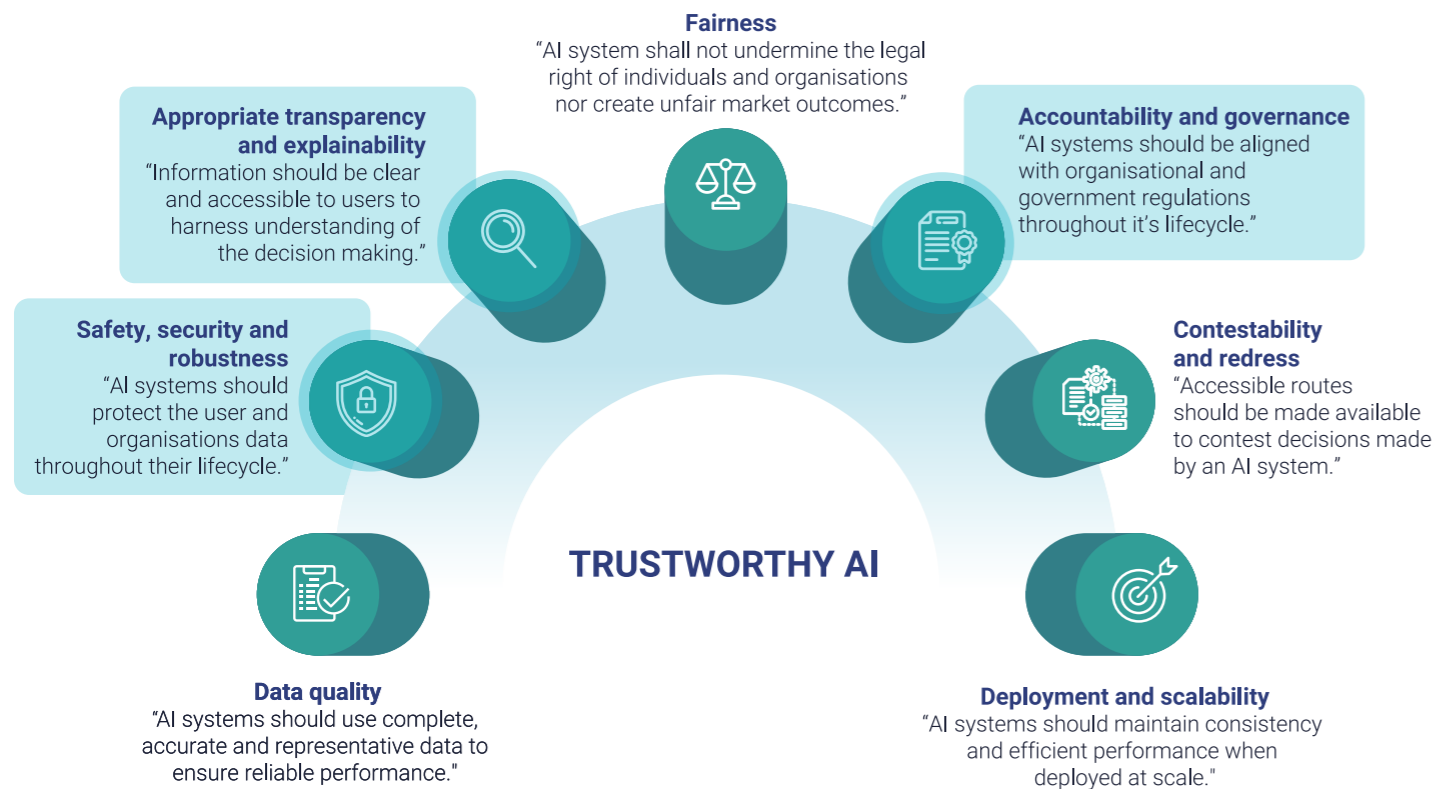 Fairness
“AI system shall not undermine the legal
right of individuals and organisations
nor create unfair market outcomes.”
Appropriate transparency
and explainability
“Information should be clear
and accessible to users to
harness understanding of
the decision making.”
Accountability and governance
“AI systems should be aligned
with organisational and
government regulations
throughout it’s lifecycle.”
Safety, security and
robustness
“AI systems should
protect the user and
organisations data
throughout their lifecycle.”
Contestability
and redress
“Accessible routes
should be made available
to contest decisions made
by an AI system.”
TRUSTWORTHY AI
Data quality
“AI systems should use complete,
accurate and representative data to
ensure reliable performance."
Deployment and scalability
“AI systems should maintain consistency
and efficient performance when
deployed at scale."